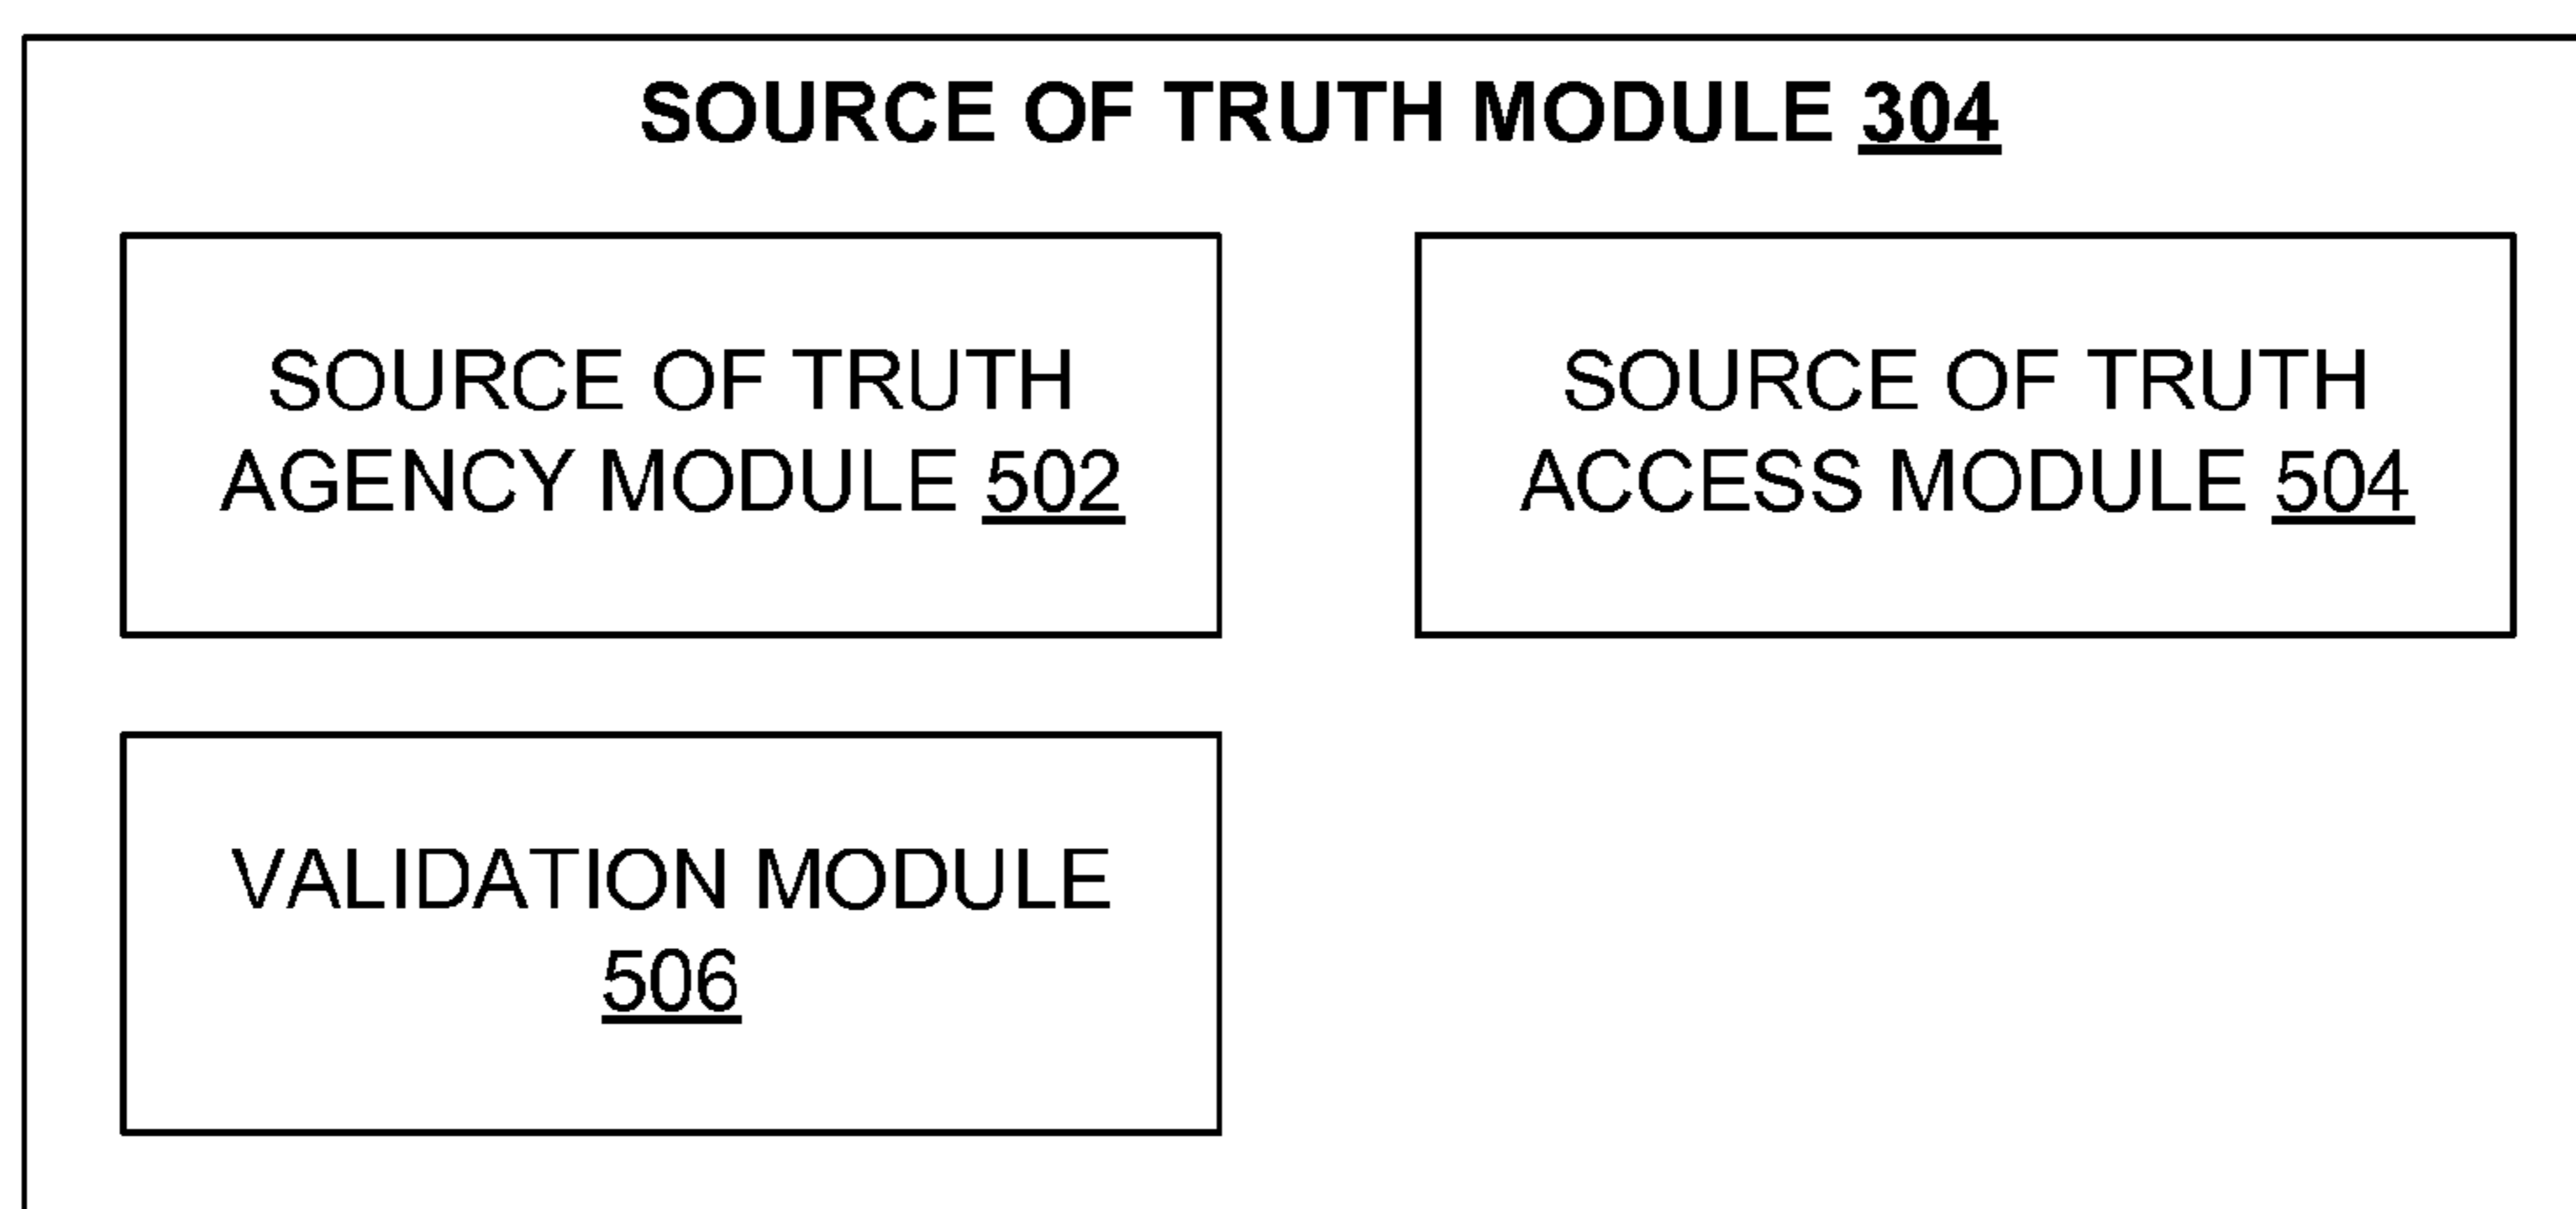 SOURCE OF TRUTH MODULE 304
SOURCE OF TRUTH
AGENCY MODULE 502
SOURCE OF TRUTH
ACCESS MODULE 504
VALIDATION MODULE
506